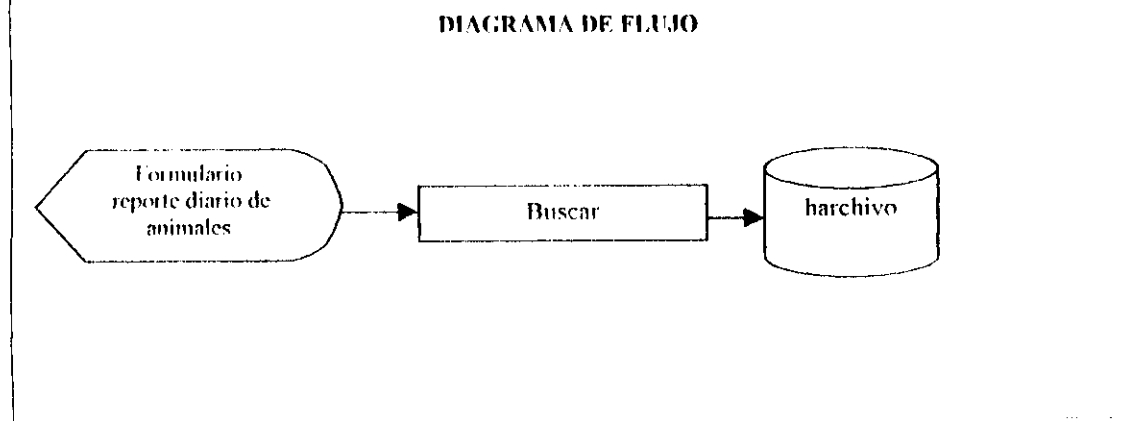 DIAGRAMA DE FLUJO
Formulario
reporte diario de
animales
Buscar
harchivo